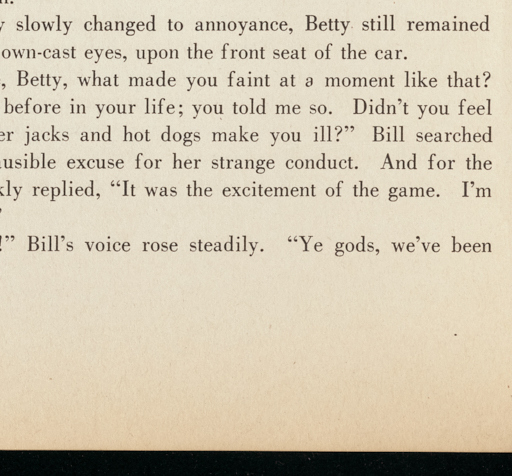 slowly changed to annoyance, Betty still remained
own-cast eyes, upon the front seat of the car.
, Betty, what made you faint at a moment like that?
before in your life; you told me so. Didn't you feel
er jacks and hot dogs make you ill?" Bill searched
ausible excuse for her strange conduct. And for the
kly replied, "It was the excitement of the game. I'm
!" Bill's voice rose steadily. "Ye gods, we've been